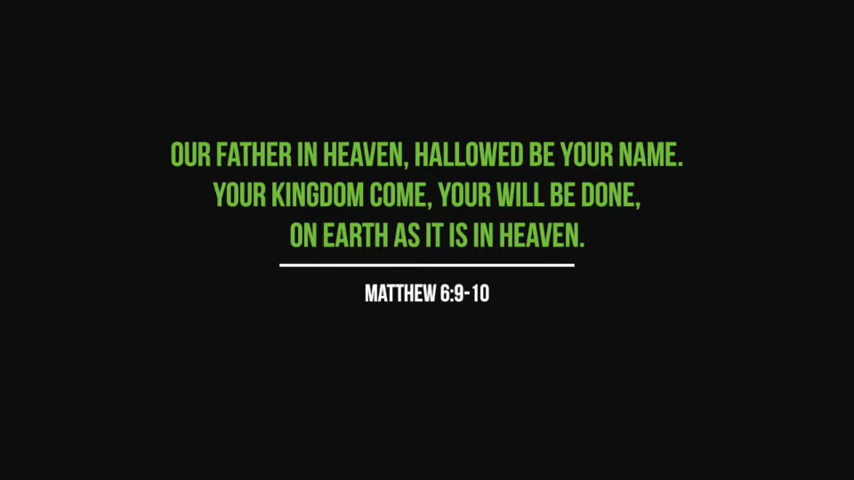 OUR FATHER IN HEAVEN, HALLOWED BE YOUR NAME.
YOUR KINGDOM COME, YOUR WILL BE DONE,
ON EARTH AS IT IS IN HEAVEN.
MATTHEW 6:9-10